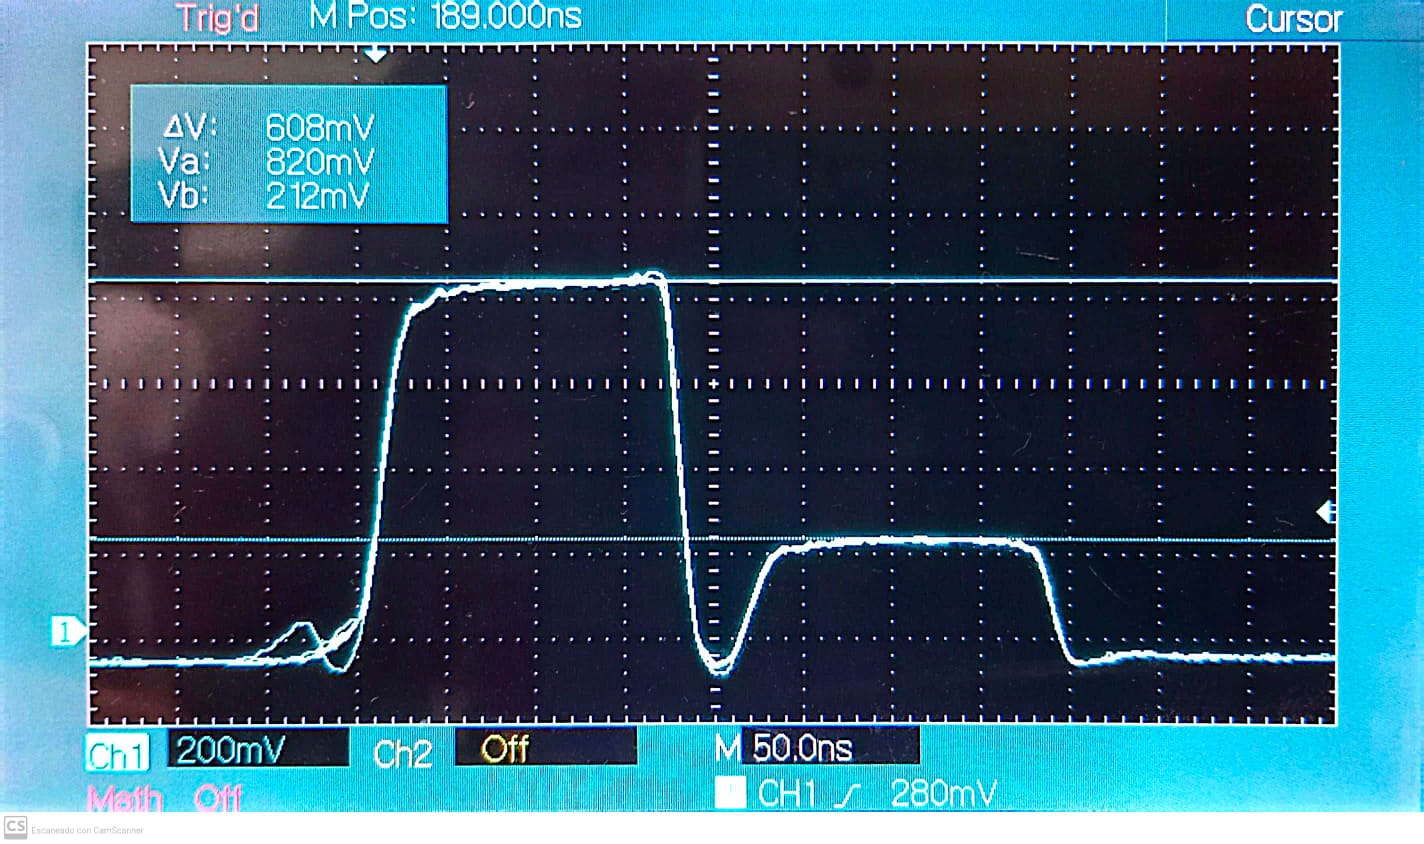 Trig'd M Pos: 189.000ns Cursor
ΔV: 608mV
Va: 820mV
Vb: 212mV
1
Ch1 200mV Ch2 Off M 50.0ns
CH1 280mV
Math Off
CS Escaneado con CamScanner